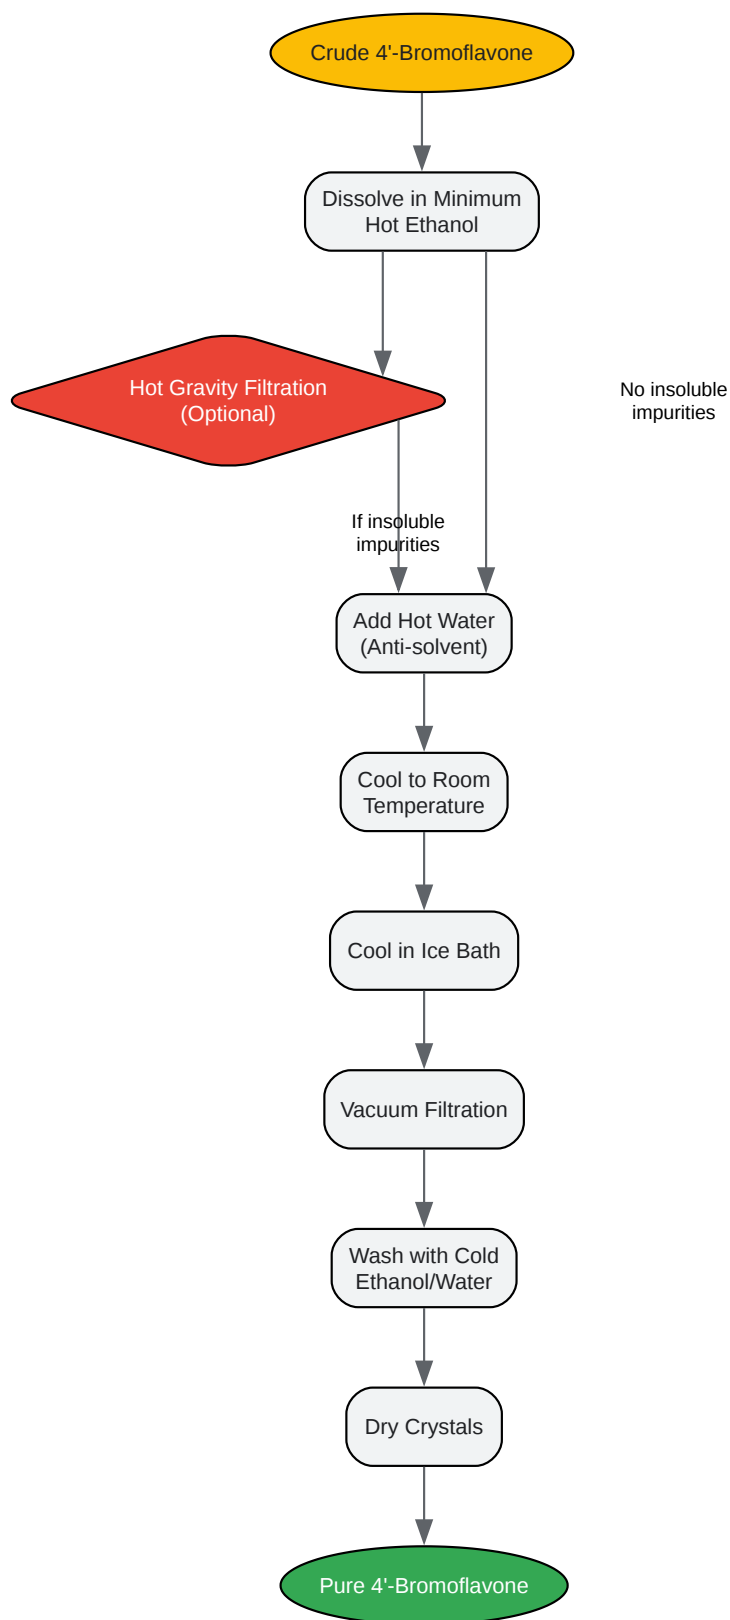 Crude 4'-Bromoflavone
Dissolve in Minimum
Hot Ethanol
Hot Gravity Filtration
(Optional)
No insoluble
impurities
If insoluble
impurities
Add Hot Water
(Anti-solvent)
Cool to Room
Temperature
Cool in Ice Bath
Vacuum Filtration
Wash with Cold
Ethanol/Water
Dry Crystals
Pure 4'-Bromoflavone